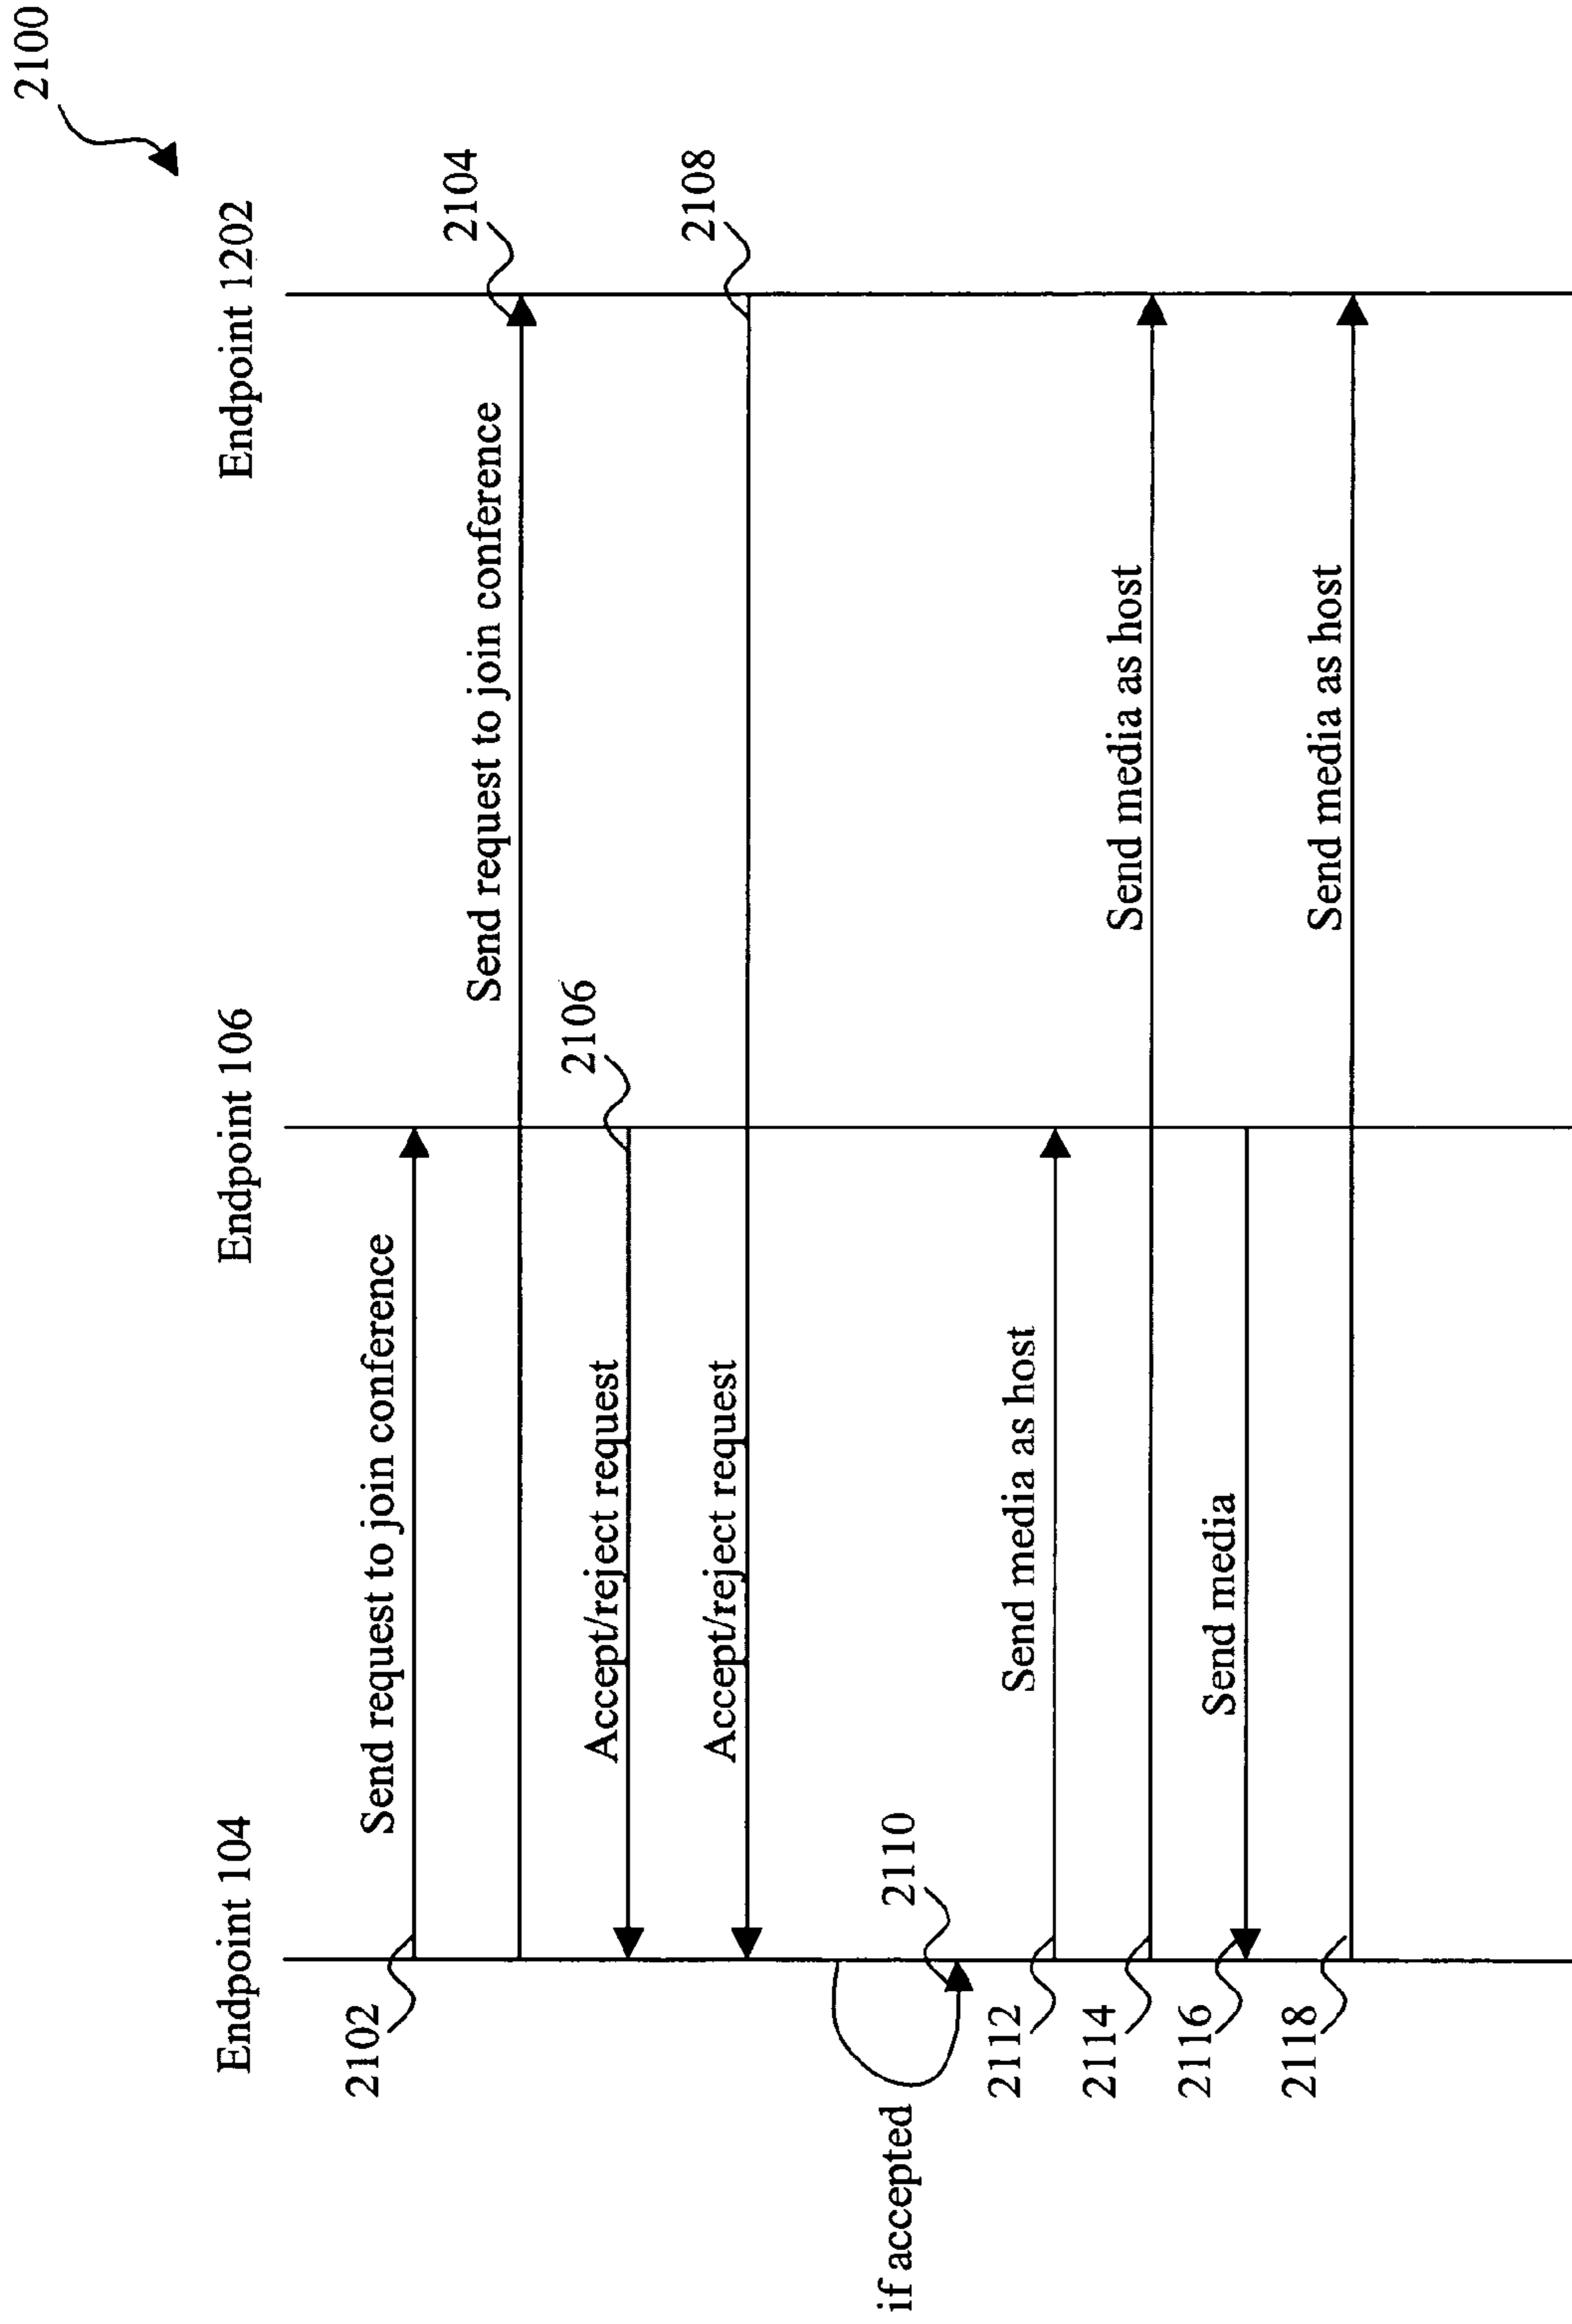 2100
Endpoint 104
Endpoint 106
Endpoint 1202
2102
Send request to join conference
Send request to join conference
2104
Accept/reject request
2106
Accept/reject request
2108
if accepted
2110
2112
Send media as host
2114
Send media as host
2116
Send media
2118
Send media as host